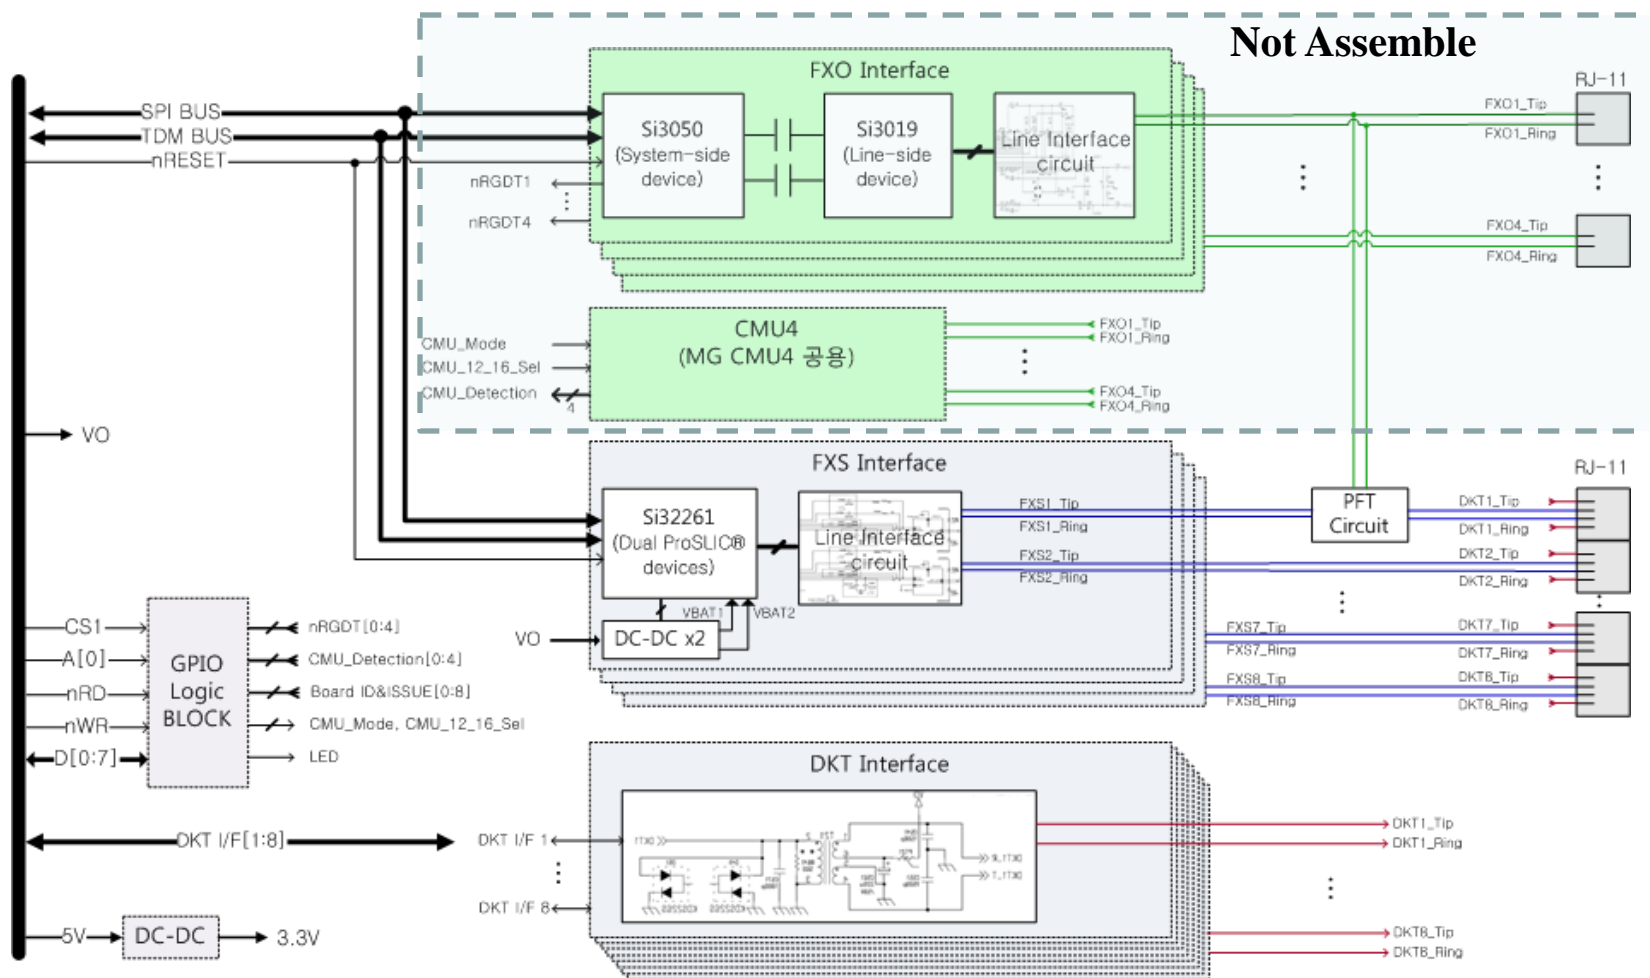 Not Assemble
FXO Interface
RJ-11
SPI BUS
TDM BUS
nRESET
Si3050
(System-side
device)
Si3019
(Line-side
device)
Line Interface
circuit
FXO1_Tip
FXO1_Ring
nRGDT1
nRGDT4
FXO4_Tip
FXO4_Ring
CMU4
(MG CMU4 공용)
CMU_Mode
CMU_12_16_Sel
CMU_Detection
4
FXO1_Tip
FXO1_Ring
FXO4_Tip
FXO4_Ring
VO
FXS Interface
RJ-11
Si32261
(Dual ProSLIC®
devices)
Line Interface
circuit
FXS1_Tip
FXS1_Ring
FXS2_Tip
FXS2_Ring
PFT
Circuit
DKT1_Tip
DKT1_Ring
DKT2_Tip
DKT2_Ring
VBAT1
VBAT2
VO
DC-DC x2
FXS7_Tip
FXS7_Ring
FXS8_Tip
FXS8_Ring
DKT7_Tip
DKT7_Ring
DKT8_Tip
DKT8_Ring
CS1
A[0]
nRD
nWR
D[0:7]
GPIO
Logic
BLOCK
nRGDT[0:4]
CMU_Detection[0:4]
Board ID&ISSUE[0:8]
CMU_Mode, CMU_12_16_Sel
LED
DKT Interface
DKT I/F[1:8]
DKT I/F 1
DKT I/F 8
DKT1_Tip
DKT1_Ring
DKT8_Tip
DKT8_Ring
5V
DC-DC
3.3V